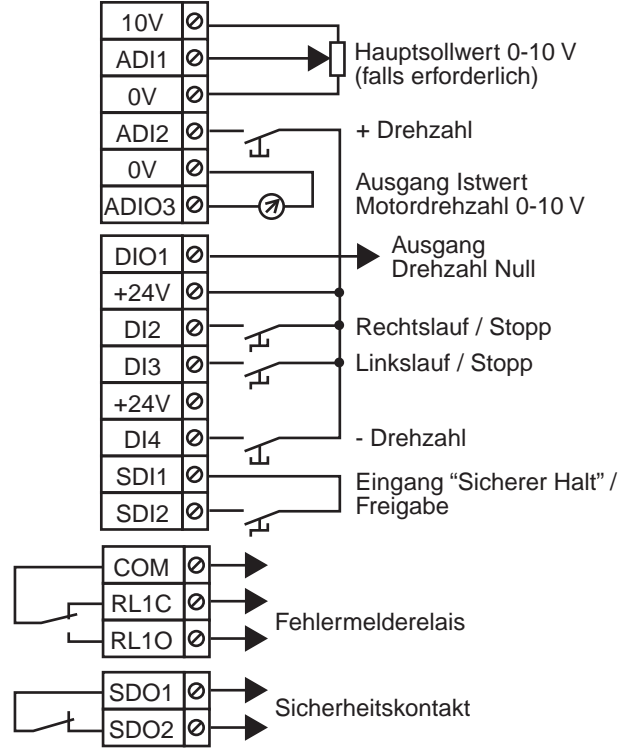 10V
ADI1
Hauptsollwert 0-10 V
(falls erforderlich)
0V
ADI2
+ Drehzahl
0V
ADIO3
Ausgang Istwert
Motordrehzahl 0-10 V
DIO1
Ausgang
Drehzahl Null
+24V
DI2
Rechtslauf / Stopp
DI3
Linkslauf / Stopp
+24V
DI4
- Drehzahl
SDI1
SDI2
Eingang “Sicherer Halt” /
Freigabe
COM
RL1C
RL1O
Fehlermelderelais
SDO1
SDO2
Sicherheitskontakt